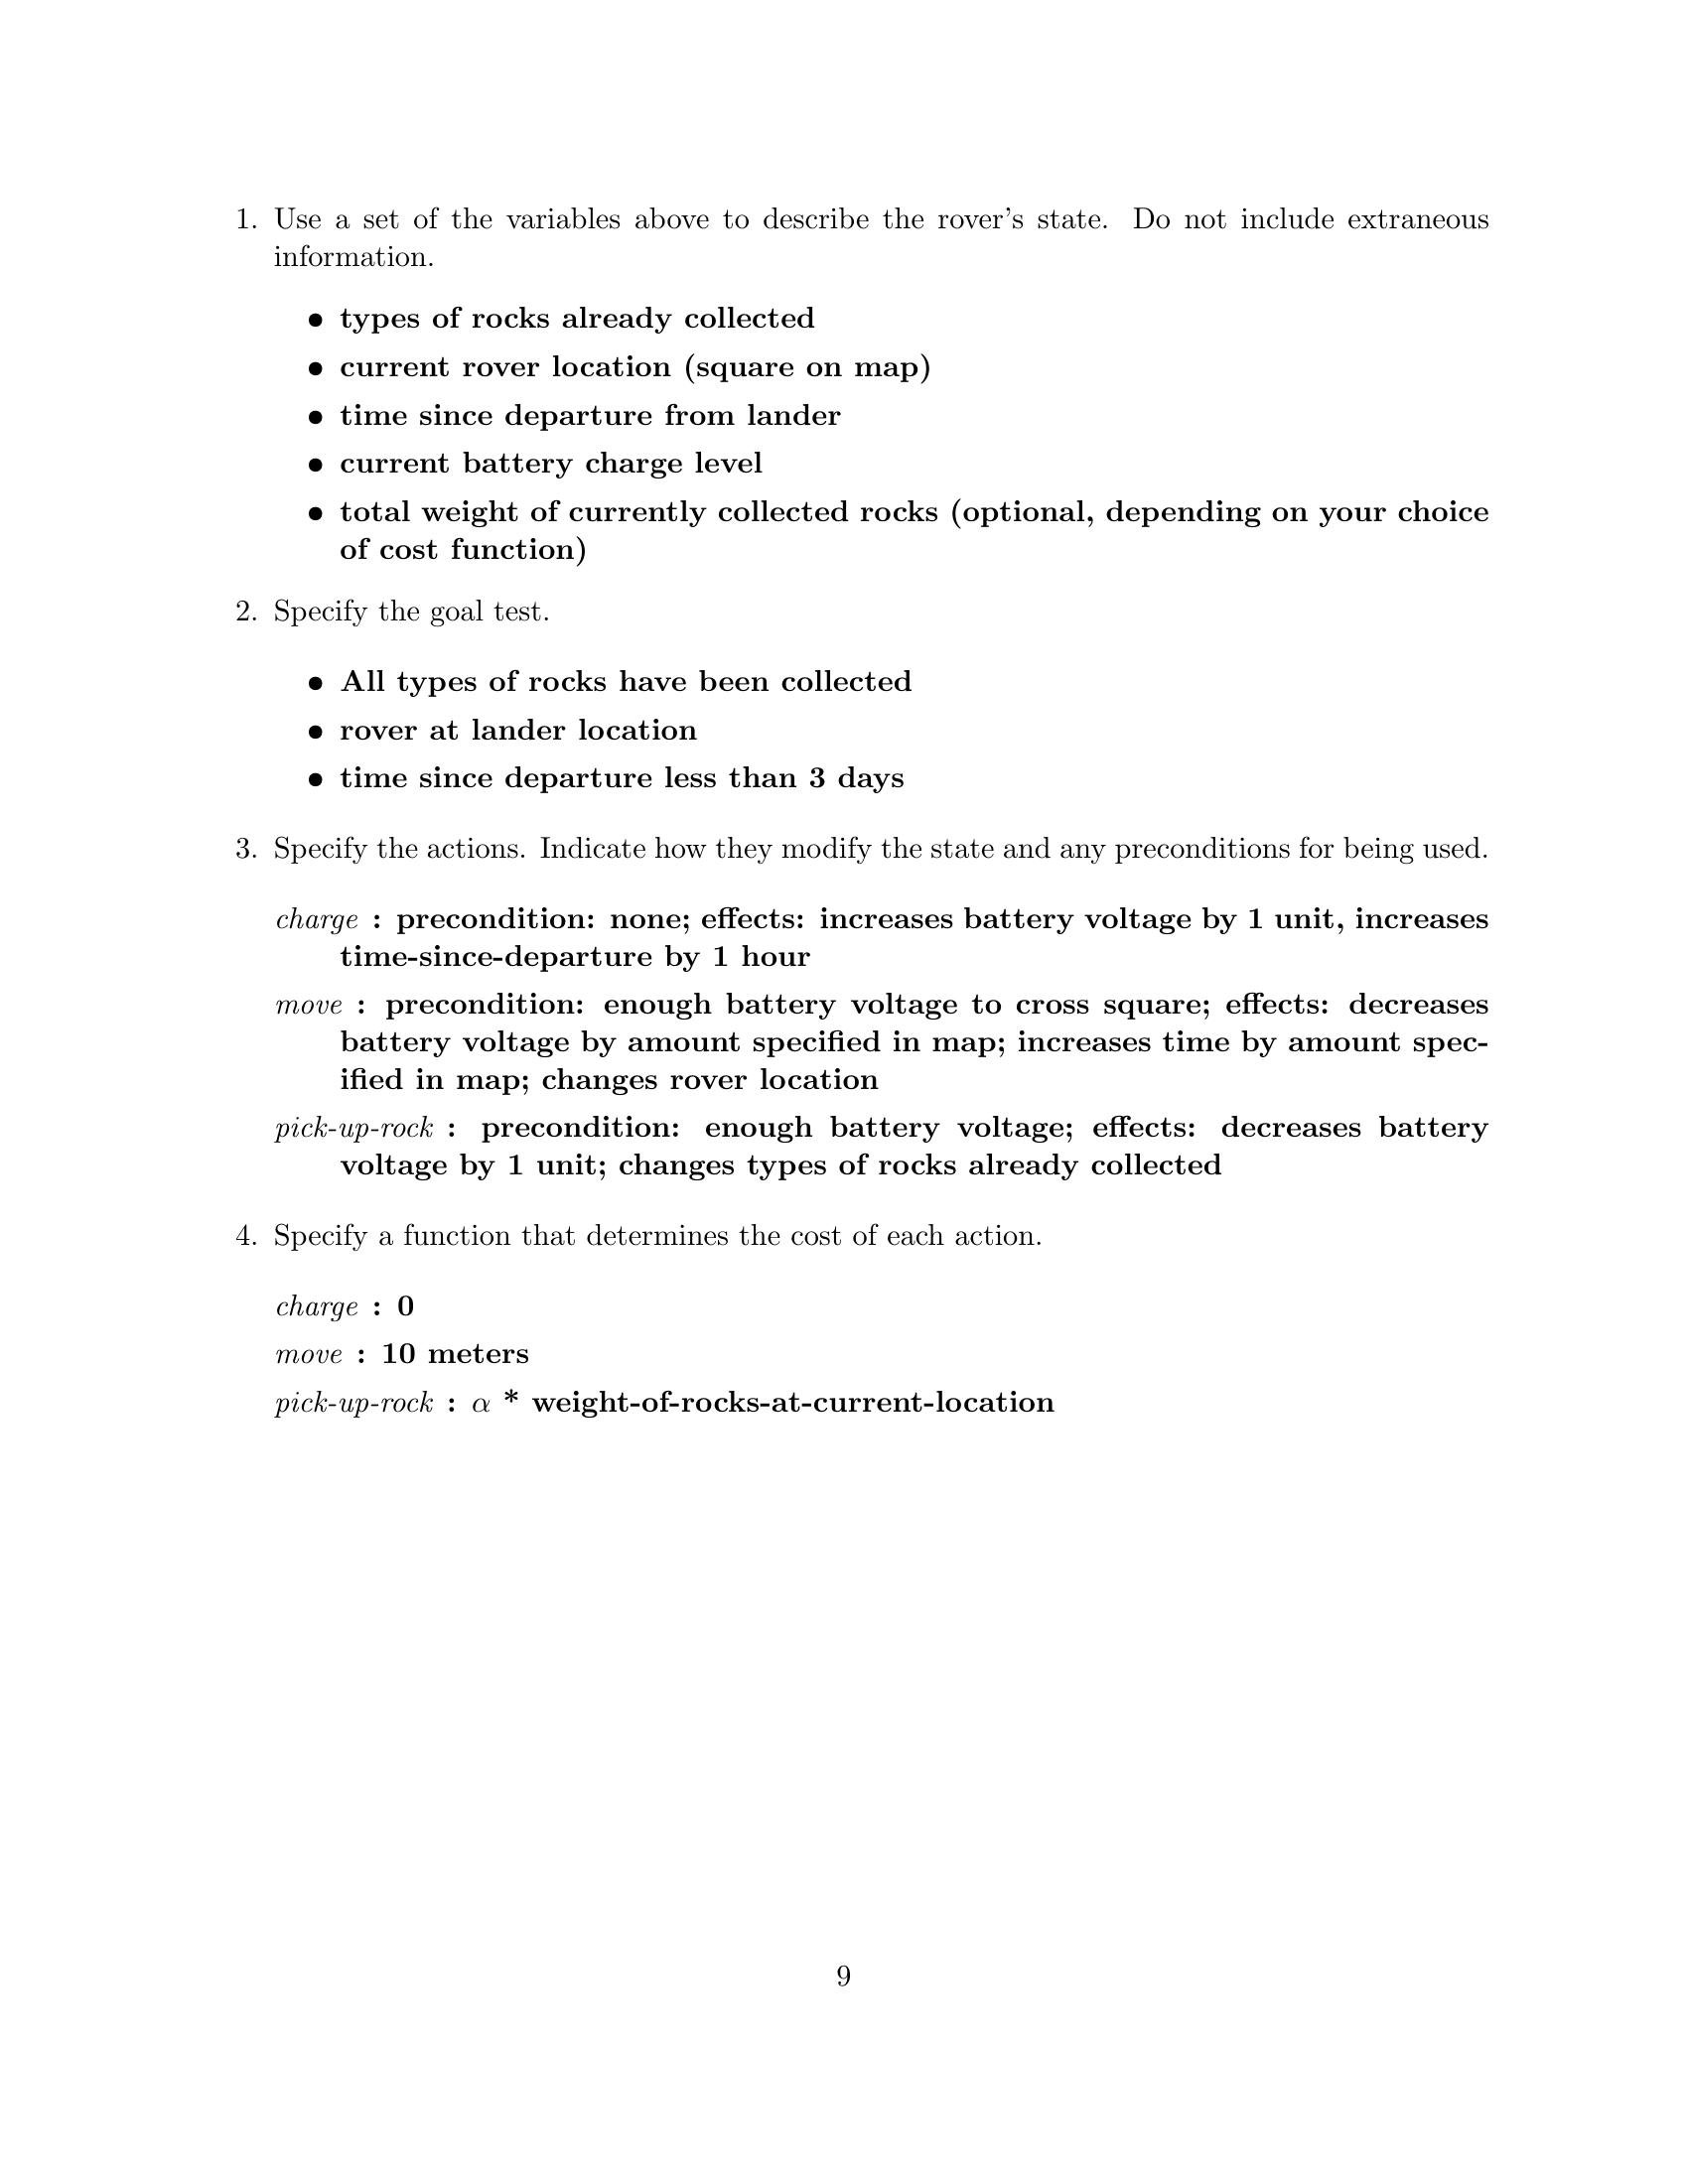 1. Use a set of the variables above to describe the rover's state. Do not include extraneous
information.
• types of rocks already collected
• current rover location (square on map)
• time since departure from lander
• current battery charge level
• total weight of currently collected rocks (optional, depending on your choice
of cost function)
2. Specify the goal test.
• All types of rocks have been collected
• rover at lander location
• time since departure less than 3 days
3. Specify the actions. Indicate how they modify the state and any preconditions for being used.
charge : precondition: none; effects: increases battery voltage by 1 unit, increases
time-since-departure by 1 hour
move : precondition: enough battery voltage to cross square; effects: decreases
battery voltage by amount specified in map; increases time by amount spec-
ified in map; changes rover location
pick-up-rock : precondition: enough battery voltage; effects: decreases battery
voltage by 1 unit; changes types of rocks already collected
4. Specify a function that determines the cost of each action.
charge : 0
move : 10 meters
pick-up-rock : α * weight-of-rocks-at-current-location
9